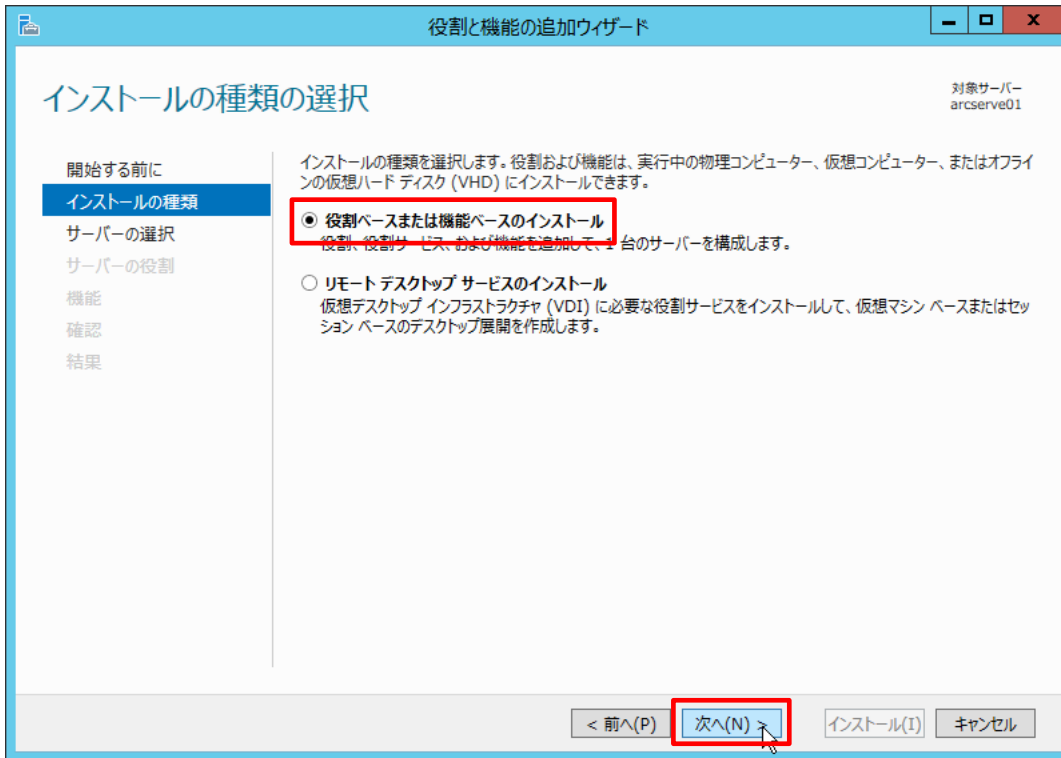 役割と機能の追加ウィザード
インストールの種類の選択
対象サーバー
arcserve01
開始する前に
インストールの種類
サーバーの選択
サーバーの役割
機能
確認
結果
インストールの種類を選択します。役割および機能は、実行中の物理コンピューター、仮想コンピューター、またはオフライ
ンの仮想ハード ディスク (VHD) にインストールできます。
役割ベースまたは機能ベースのインストール
役割、役割サービス、および機能を追加して、1 台のサーバーを構成します。
リモート デスクトップ サービスのインストール
仮想デスクトップ インフラストラクチャ (VDI) に必要な役割サービスをインストールして、仮想マシン ベースまたはセッ
ション ベースのデスクトップ展開を作成します。
< 前へ(P) 次へ(N) > インストール(I) キャンセル